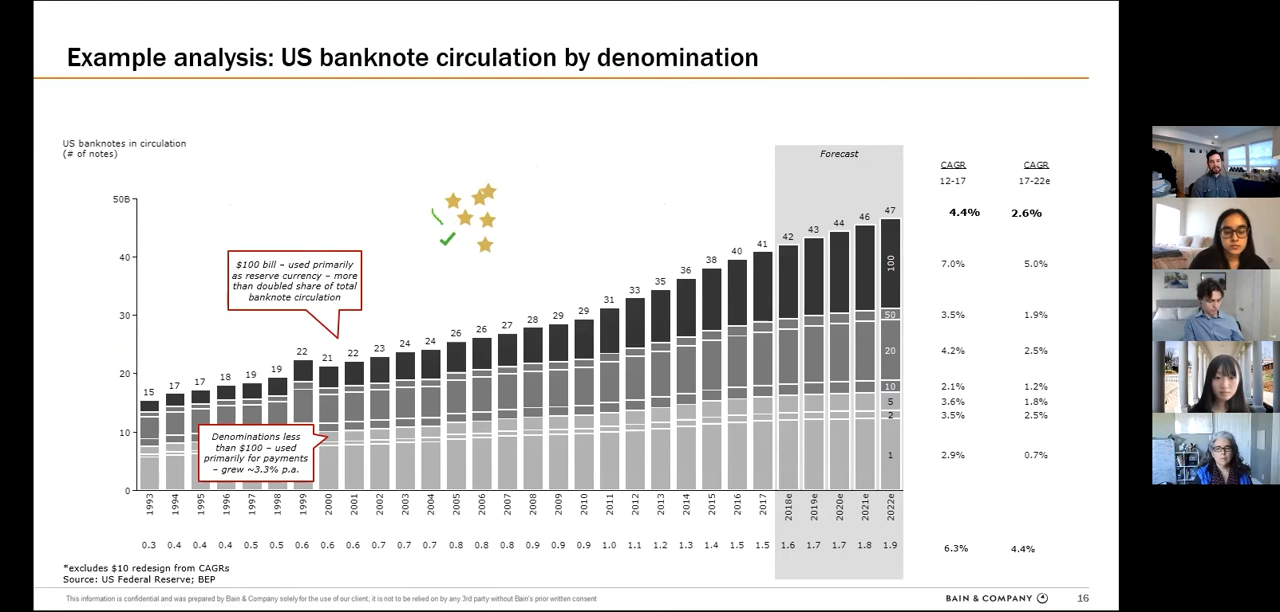 Example analysis: US banknote circulation by denomination
US banknotes in circulation
(# of notes)
Forecast
CAGR CAGR
12-17 17-22e
4.4% 2.6%
50B
40
30
20
10
0
15 17 17 18 19 19 22 21 22 23 24 24 26 26 27 28 29 29 31 33 35 36 38 40 41 42 43 44 46 47
$100 bill – used primarily
as reserve currency – more
than doubled share of total
banknote circulation
Denominations less
than $100 – used
primarily for payments
– grew ~3.3% p.a.
100 7.0% 5.0%
50 3.5% 1.9%
20 4.2% 2.5%
10 2.1% 1.2%
5 3.6% 1.8%
2 3.5% 2.5%
1 2.9% 0.7%
1993 1994 1995 1996 1997 1998 1999 2000 2001 2002 2003 2004 2005 2006 2007 2008 2009 2010 2011 2012 2013 2014 2015 2016 2017 2018e 2019e 2020e 2021e 2022e
0.3 0.4 0.4 0.4 0.5 0.5 0.6 0.6 0.6 0.7 0.7 0.7 0.8 0.8 0.8 0.9 0.9 0.9 1.0 1.1 1.2 1.3 1.4 1.5 1.5 1.6 1.7 1.7 1.8 1.9 6.3% 4.4%
*excludes $10 redesign from CAGRs
Source: US Federal Reserve; BEP
This information is confidential and was prepared by Bain & Company solely for the use of our client, it is not to be relied on by any 3rd party without Bain's prior written consent
BAIN & COMPANY 16